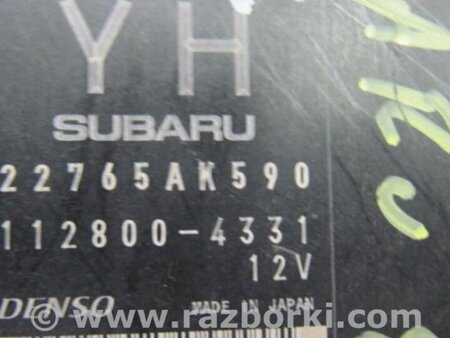 YH
SUBARU
22765AK590
112800-4331
12V
DENSO MADE IN JAPAN
© www.razborki.com